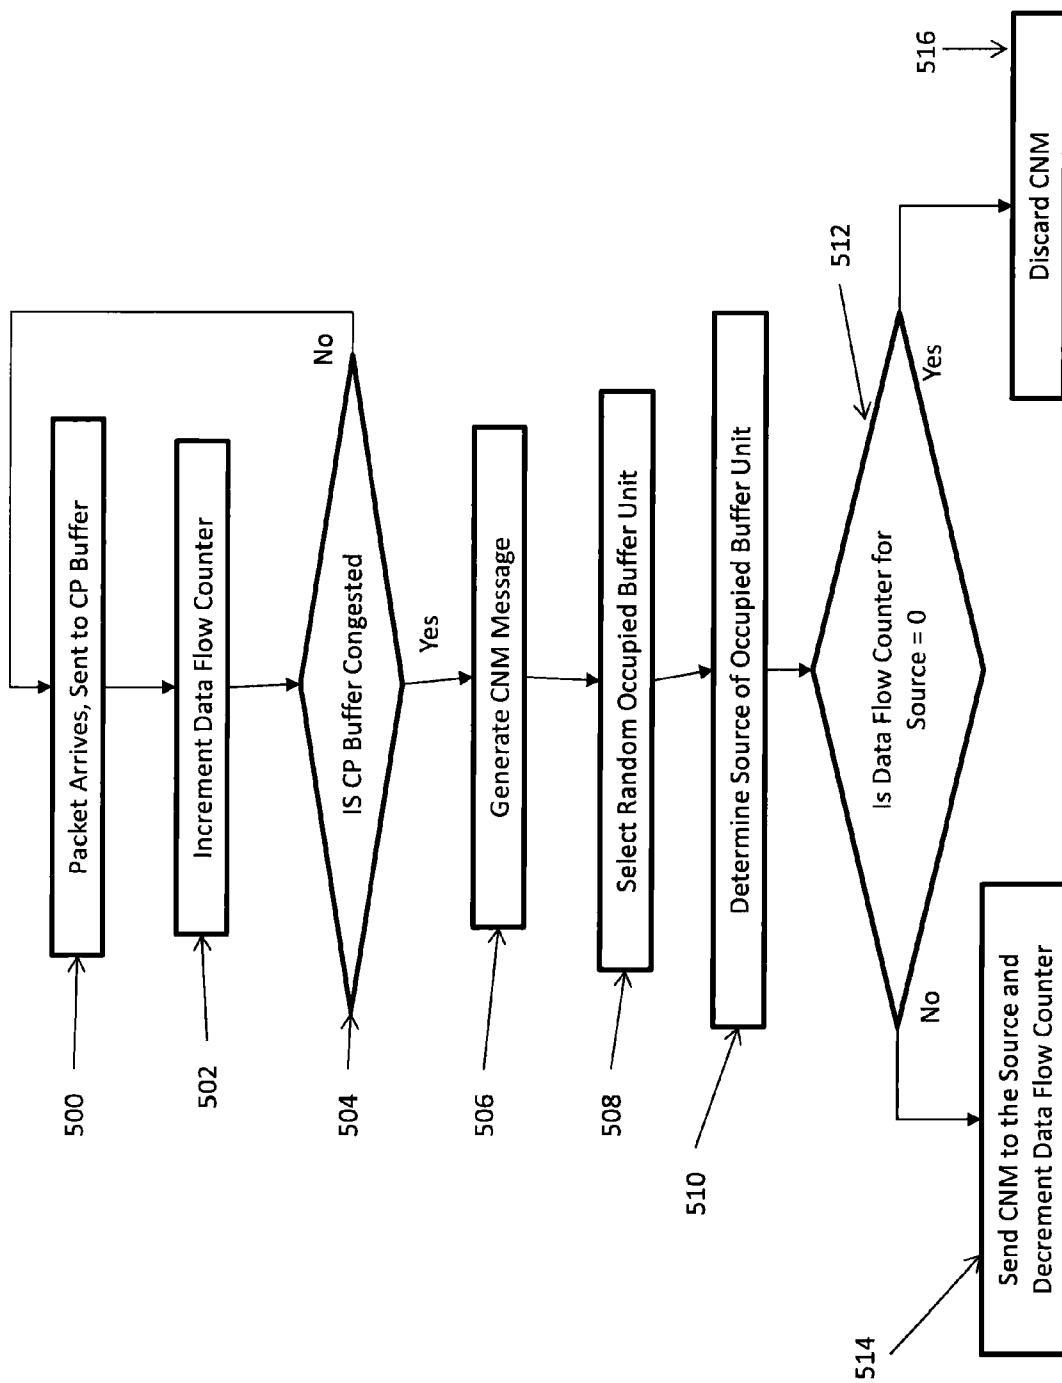 500
Packet Arrives, Sent to CP Buffer
502
Increment Data Flow Counter
504
IS CP Buffer Congested
No
Yes
506
Generate CNM Message
508
Select Random Occupied Buffer Unit
510
Determine Source of Occupied Buffer Unit
512
Is Data Flow Counter for
Source = 0
No
Yes
514
Send CNM to the Source and
Decrement Data Flow Counter
516
Discard CNM